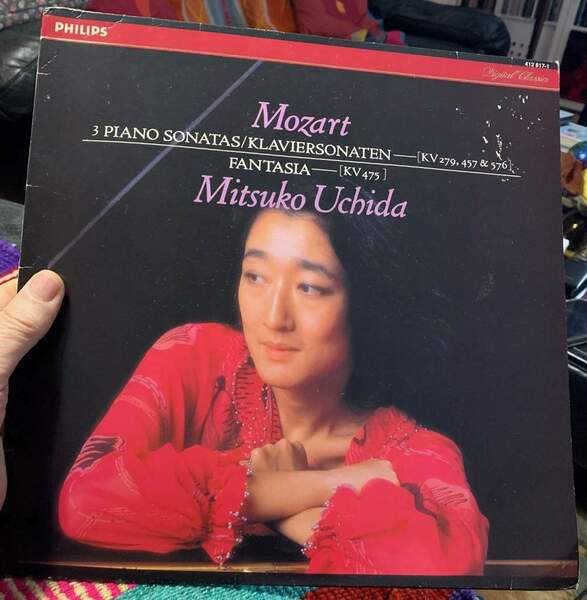 PHILIPS
412 617-1
Digital Classics
Mozart
3 PIANO SONATAS/KLAVIERSONATEN—[KV 279, 457 & 576]
FANTASIA—[KV 475]
Mitsuko Uchida